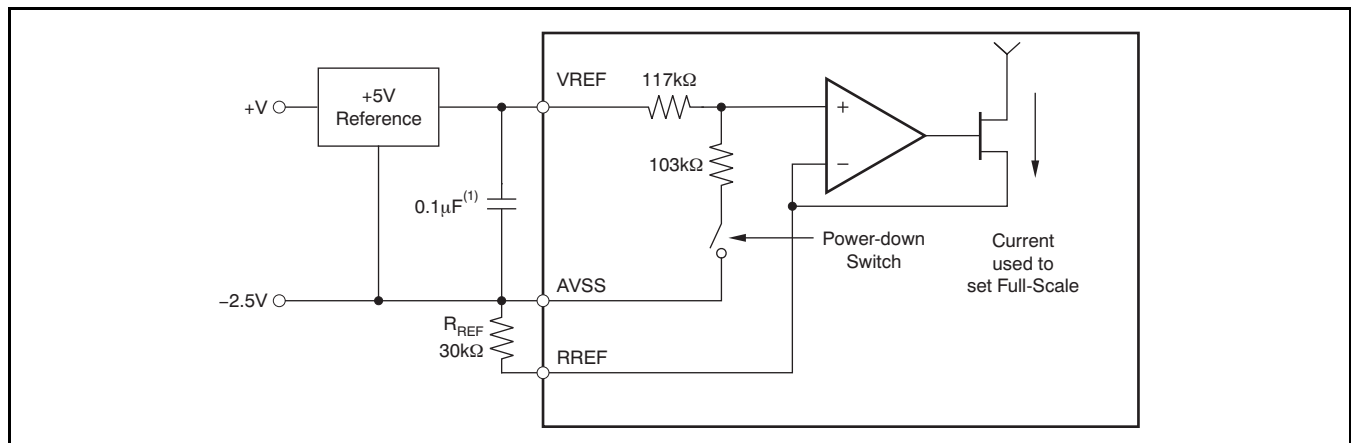 +V
+5V
Reference
VREF
117kΩ
+
103kΩ
−
0.1µF(1)
Power-down
Switch
Current
used to
set Full-Scale
−2.5V
AVSS
RREF
30kΩ
RREF